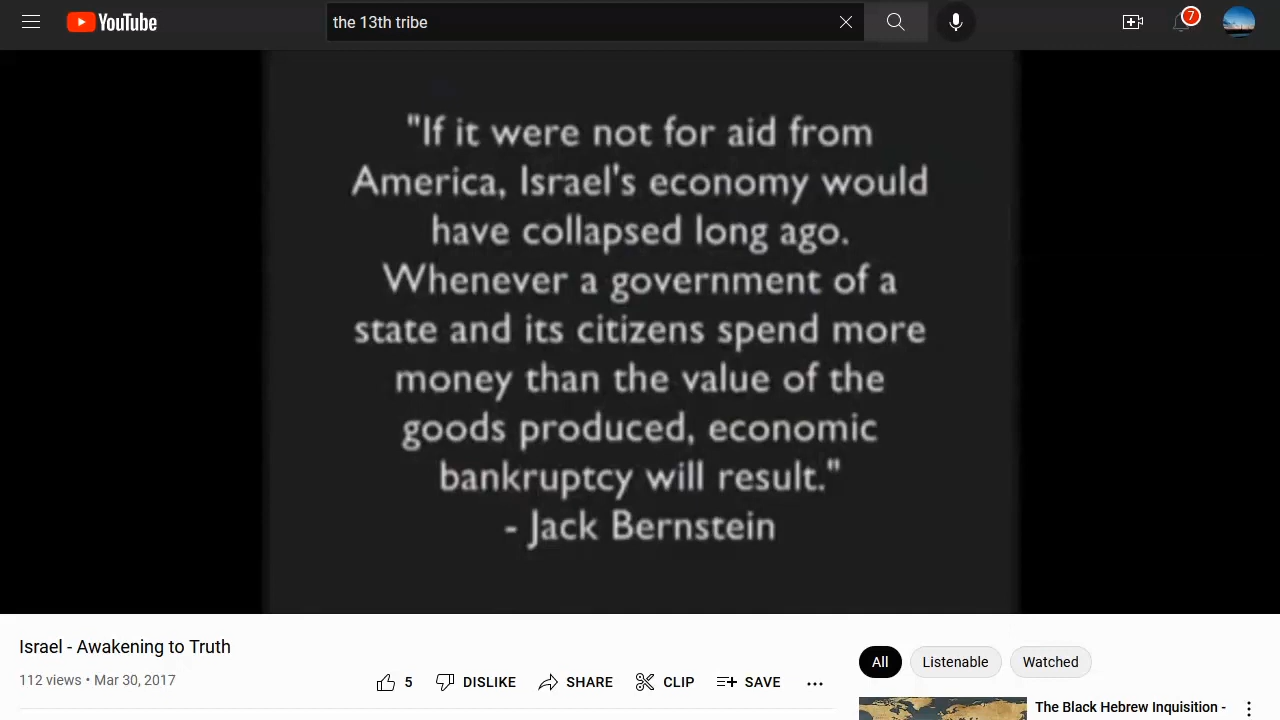 YouTube
the 13th tribe
7
"If it were not for aid from
America, Israel's economy would
have collapsed long ago.
Whenever a government of a
state and its citizens spend more
money than the value of the
goods produced, economic
bankruptcy will result."
- Jack Bernstein
Israel - Awakening to Truth
112 views • Mar 30, 2017
5 DISLIKE SHARE CLIP SAVE ...
All Listenable Watched
The Black Hebrew Inquisition -